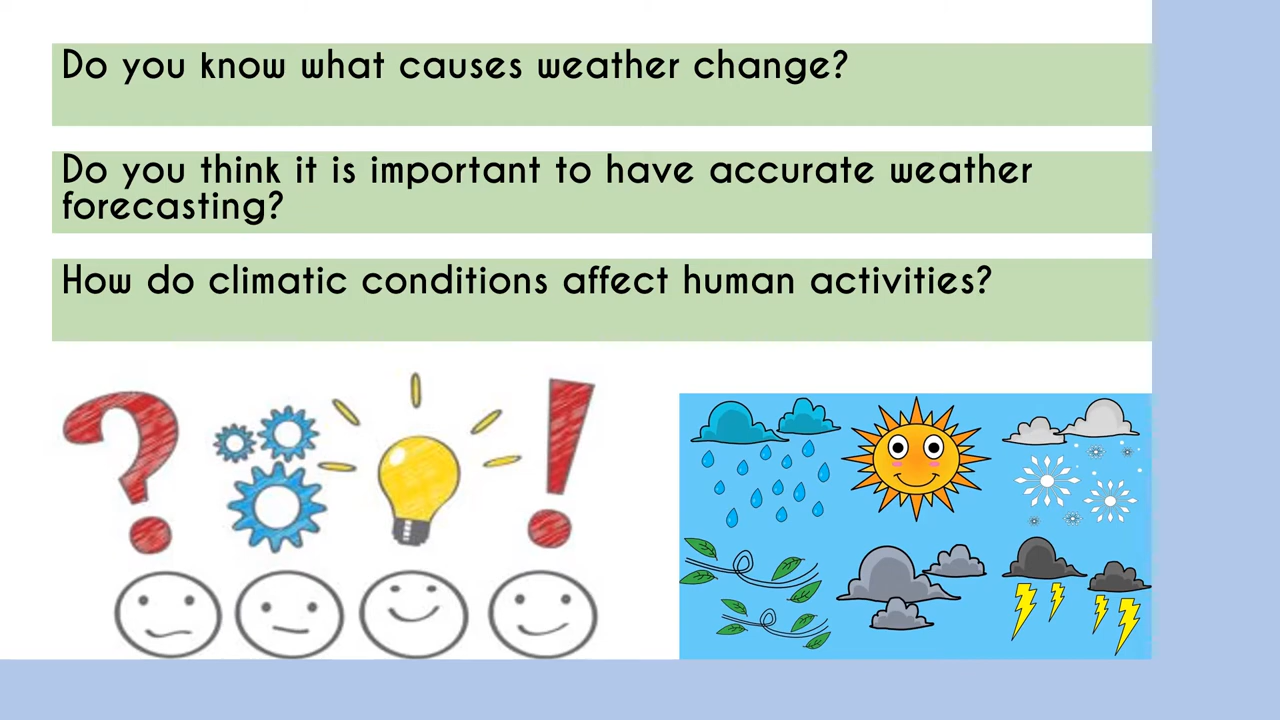 Do you know what causes weather change?
Do you think it is important to have accurate weather
forecasting?
How do climatic conditions affect human activities?